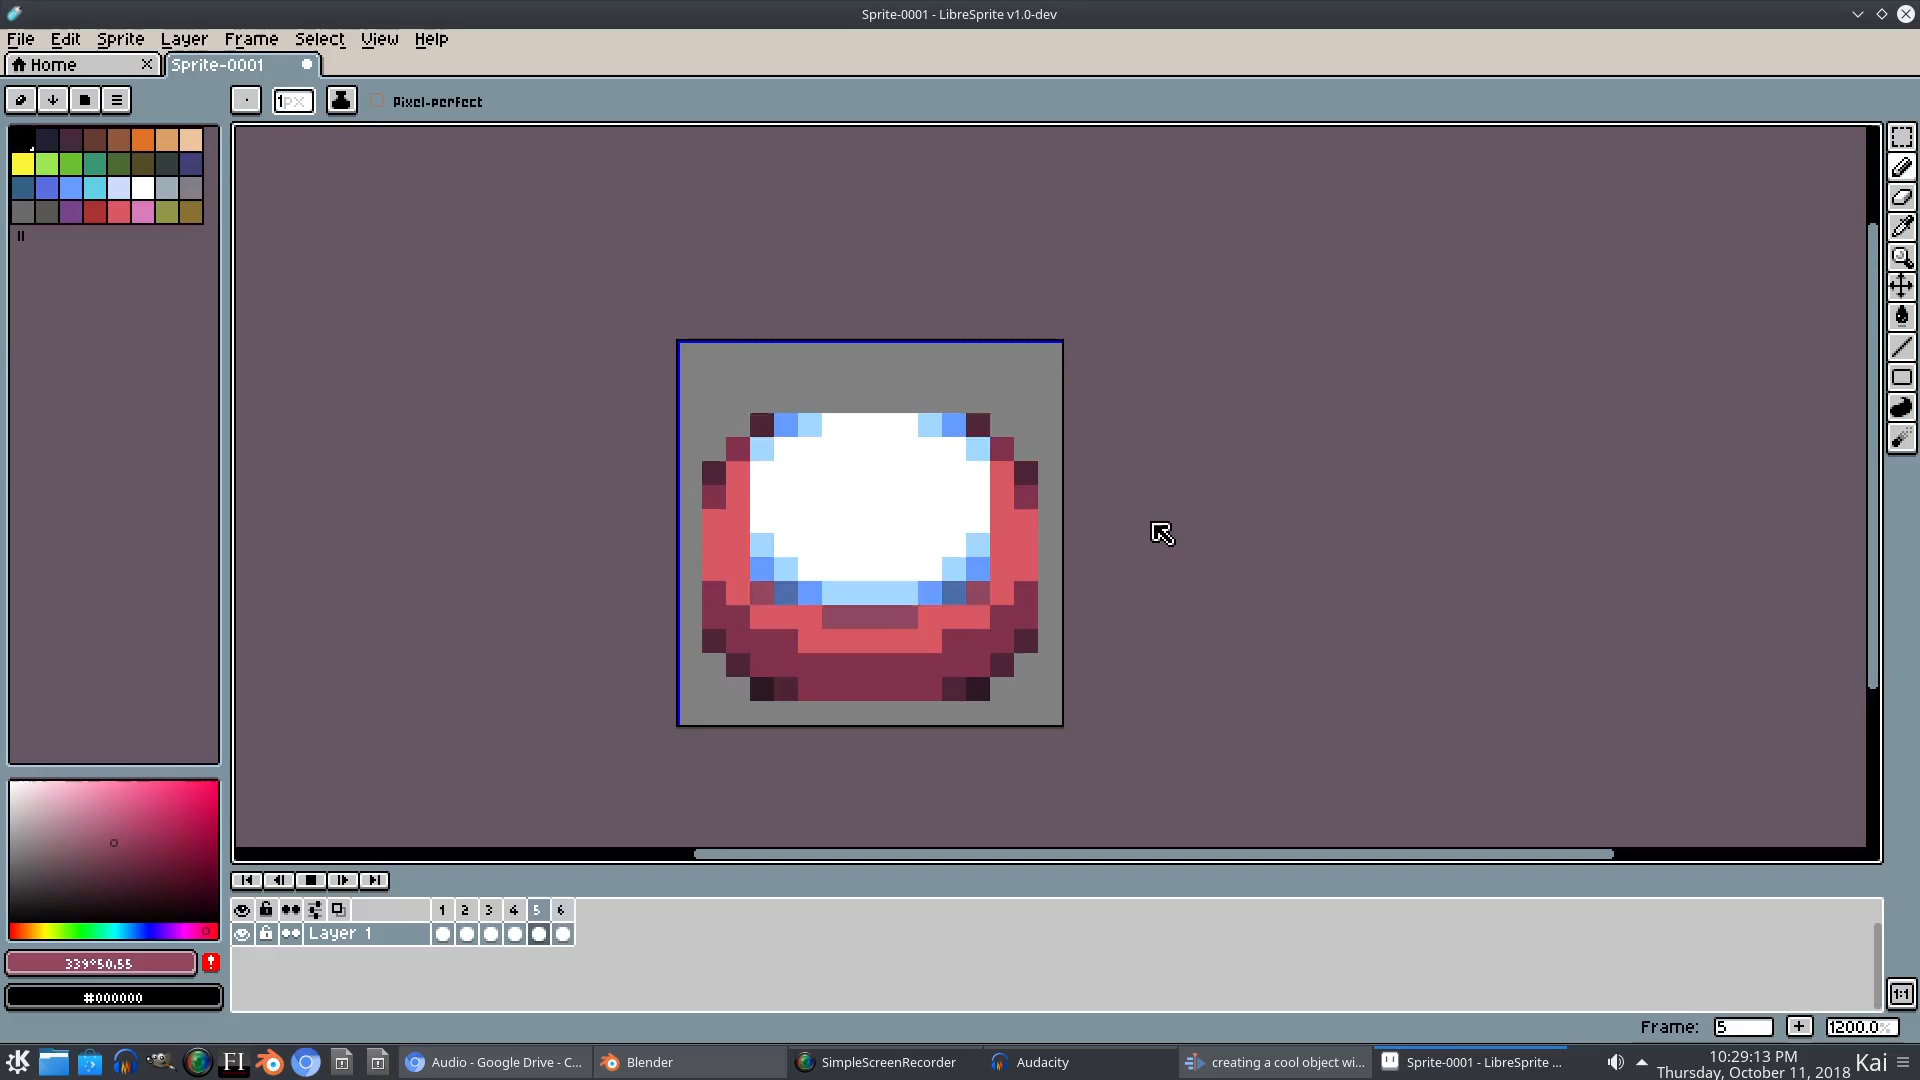 Sprite-0001 - LibreSprite v1.0-dev
File Edit Sprite Layer Frame Select View Help
Home Sprite-0001
1px Pixel-perfect
339°50,55 !
#000000
1 2 3 4 5 6
Layer 1
1:1
Frame: 5 + 1200.0%
Audio - Google Drive - C... Blender SimpleScreenRecorder Audacity creating a cool object wi... Sprite-0001 - LibreSprite ...
10:29:13 PM
Thursday, October 11, 2018
Kai